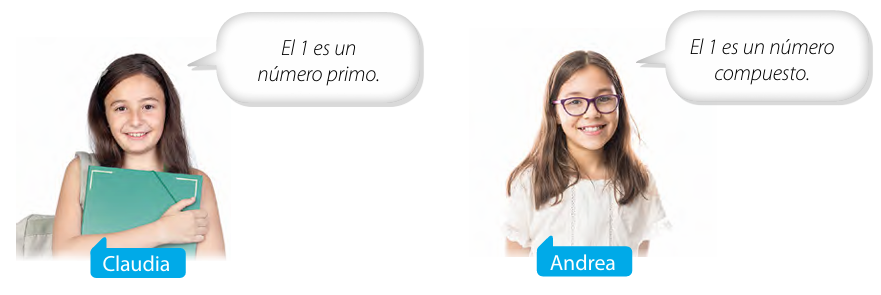 El 1 es un
número primo.
El 1 es un número
compuesto.
Claudia
Andrea